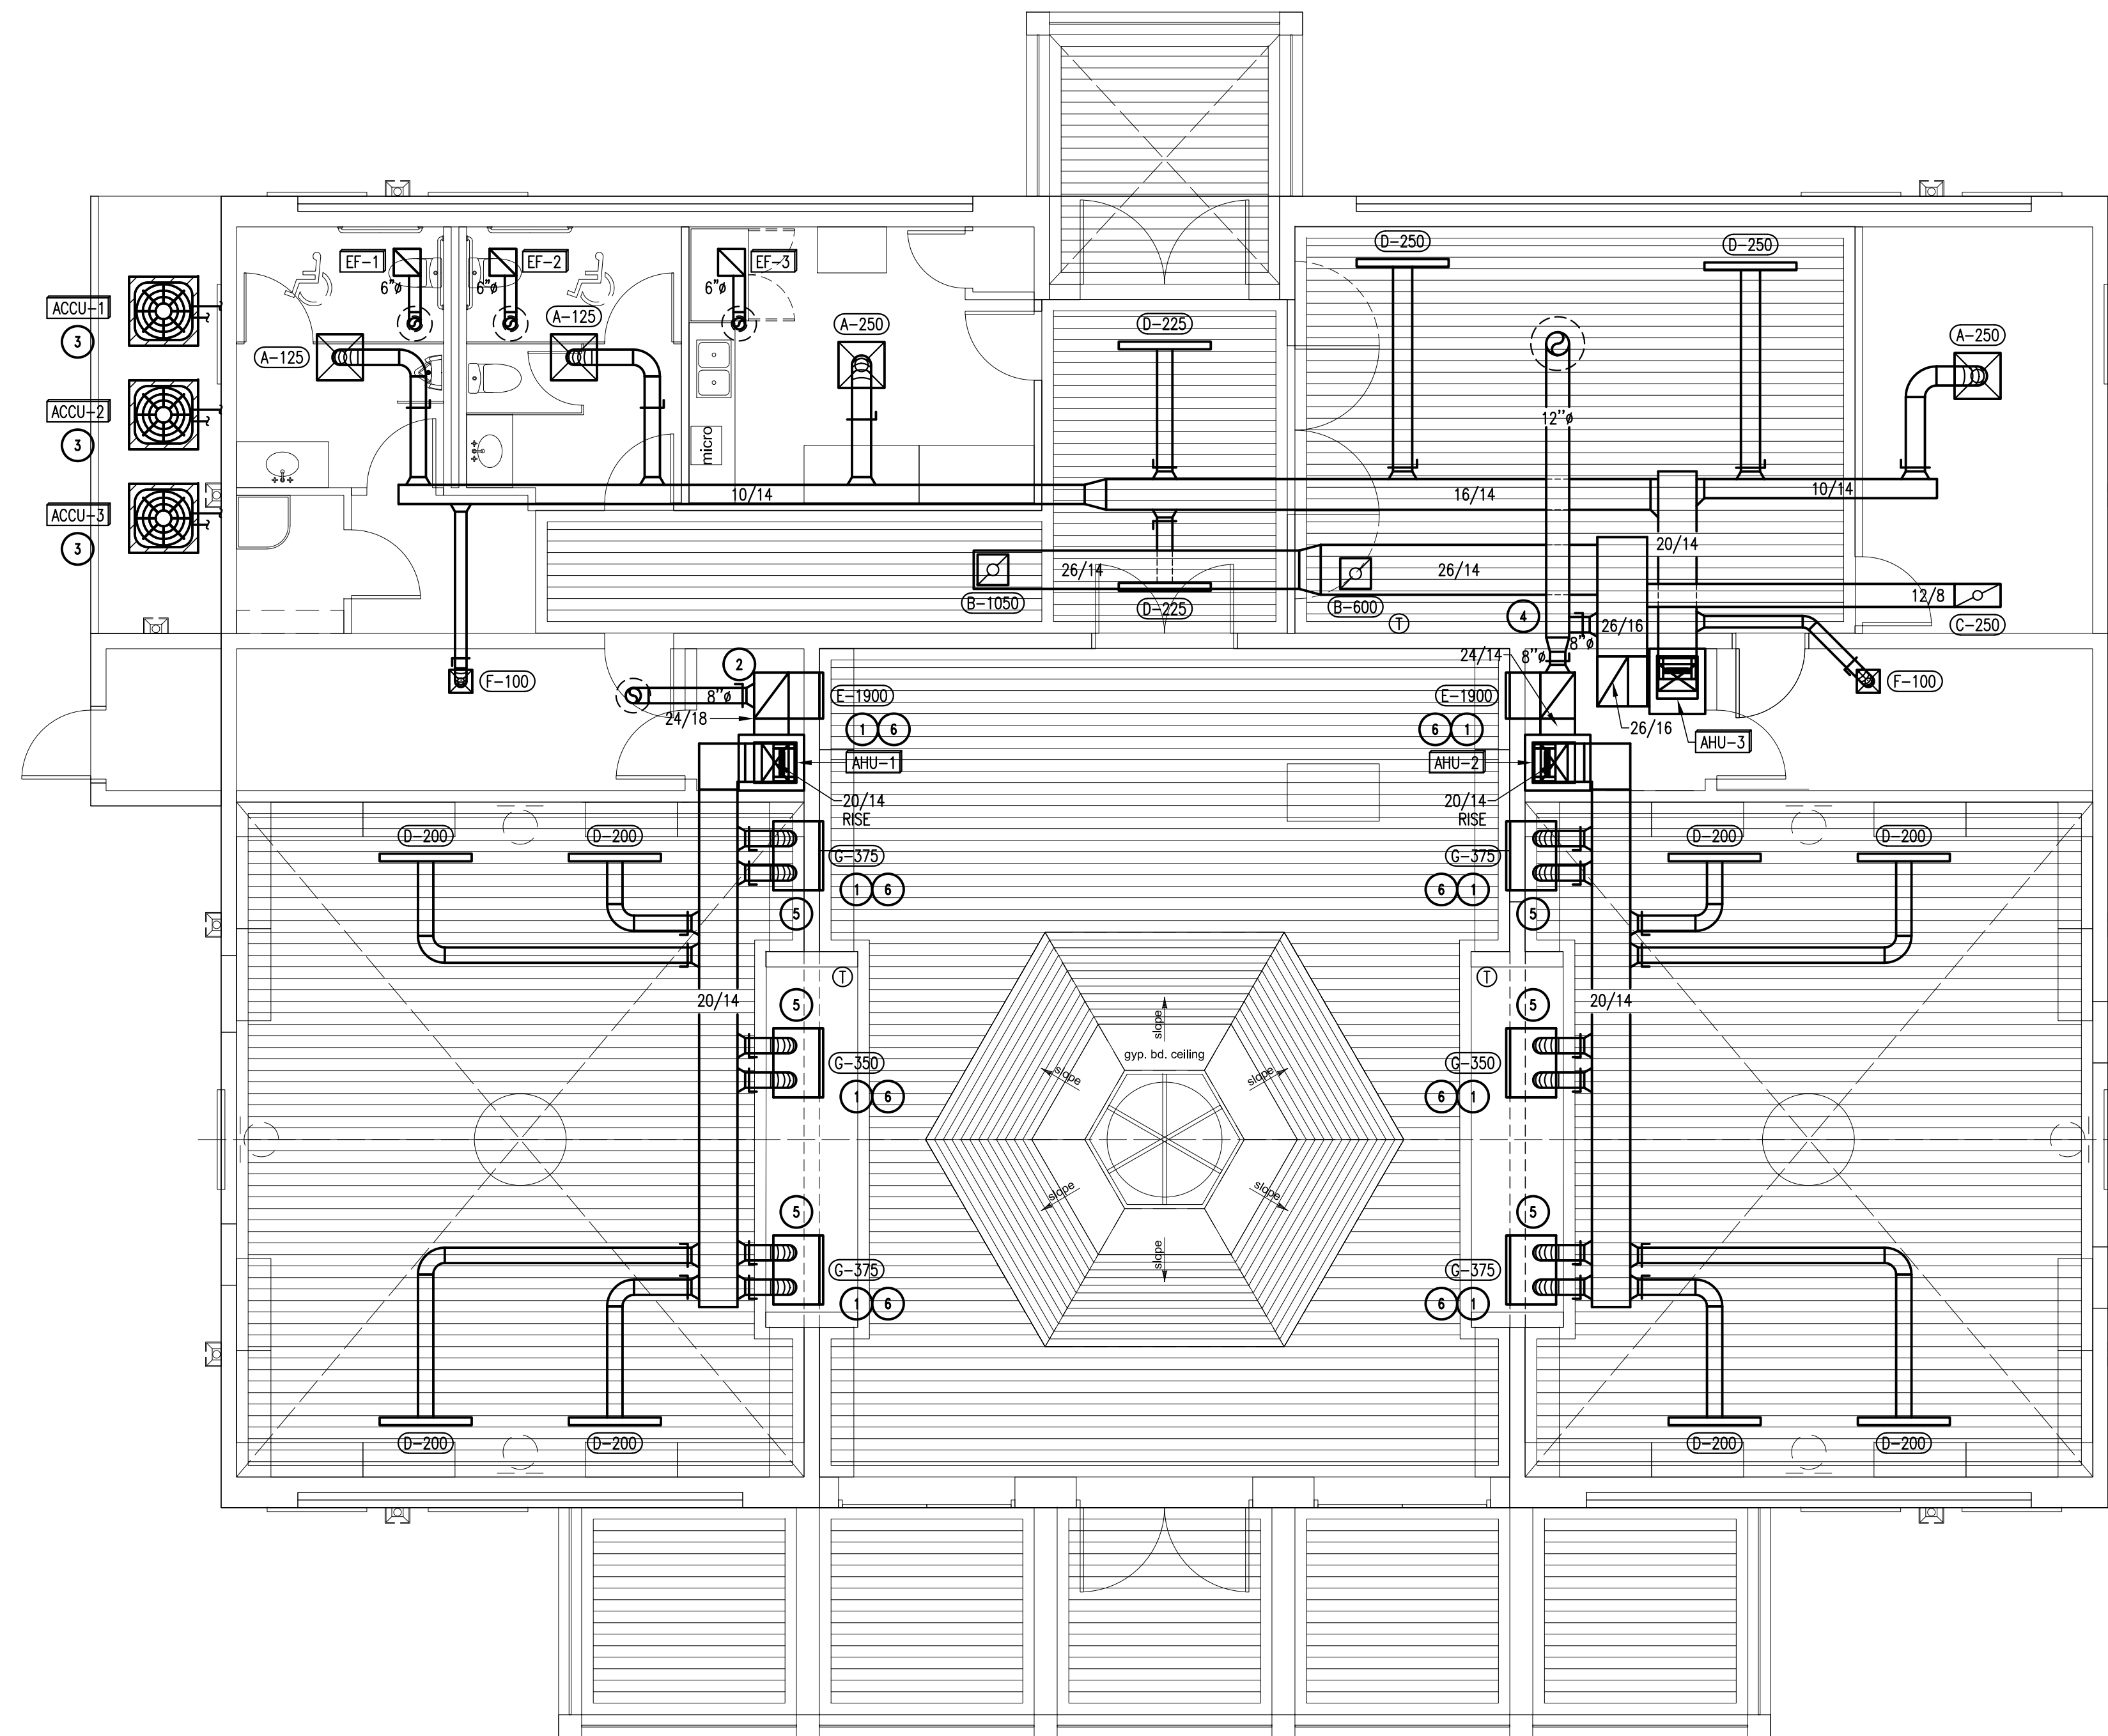 D-250
D-250
EF-1
EF-2
EF-3
6"ø
6"ø
6"ø
ACCU-1
3
A-125
A-125
A-250
D-225
A-250
ACCU-2
3
12"ø
micro
10/14
16/14
10/14
ACCU-3
3
20/14
26/14
26/14
12/8
B-1050
D-225
B-600
C-250
T
4
26/16
8"ø
24/14
8"ø
2
F-100
8"ø
E-1900
E-1900
F-100
24/18
1
6
6
1
26/16
AHU-3
AHU-1
AHU-2
20/14
RISE
20/14
RISE
D-200
D-200
G-375
G-375
D-200
D-200
1
6
6
1
5
5
T
T
20/14
5
5
20/14
slope
gyp. bd. ceiling
G-350
G-350
slope
slope
1
6
6
1
slope
slope
5
5
slope
G-375
G-375
1
6
6
1
D-200
D-200
D-200
D-200